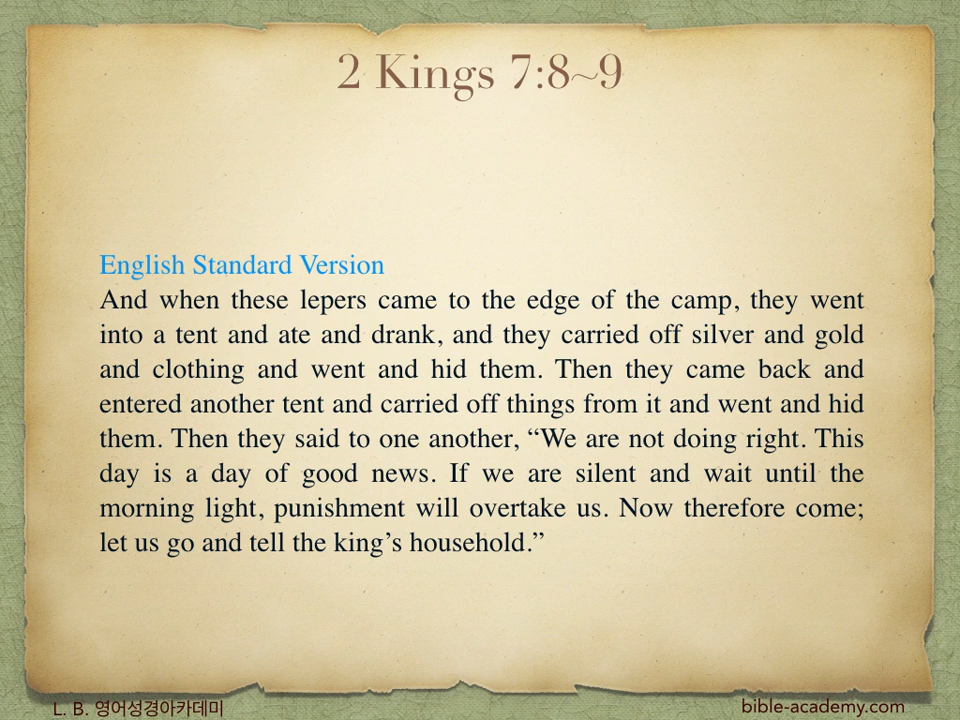 2 Kings 7:8~9
English Standard Version
And when these lepers came to the edge of the camp, they went
into a tent and ate and drank, and they carried off silver and gold
and clothing and went and hid them. Then they came back and
entered another tent and carried off things from it and went and hid
them. Then they said to one another, “We are not doing right. This
day is a day of good news. If we are silent and wait until the
morning light, punishment will overtake us. Now therefore come;
let us go and tell the king’s household.”
L. B. 영어성경아카데미
bible-academy.com